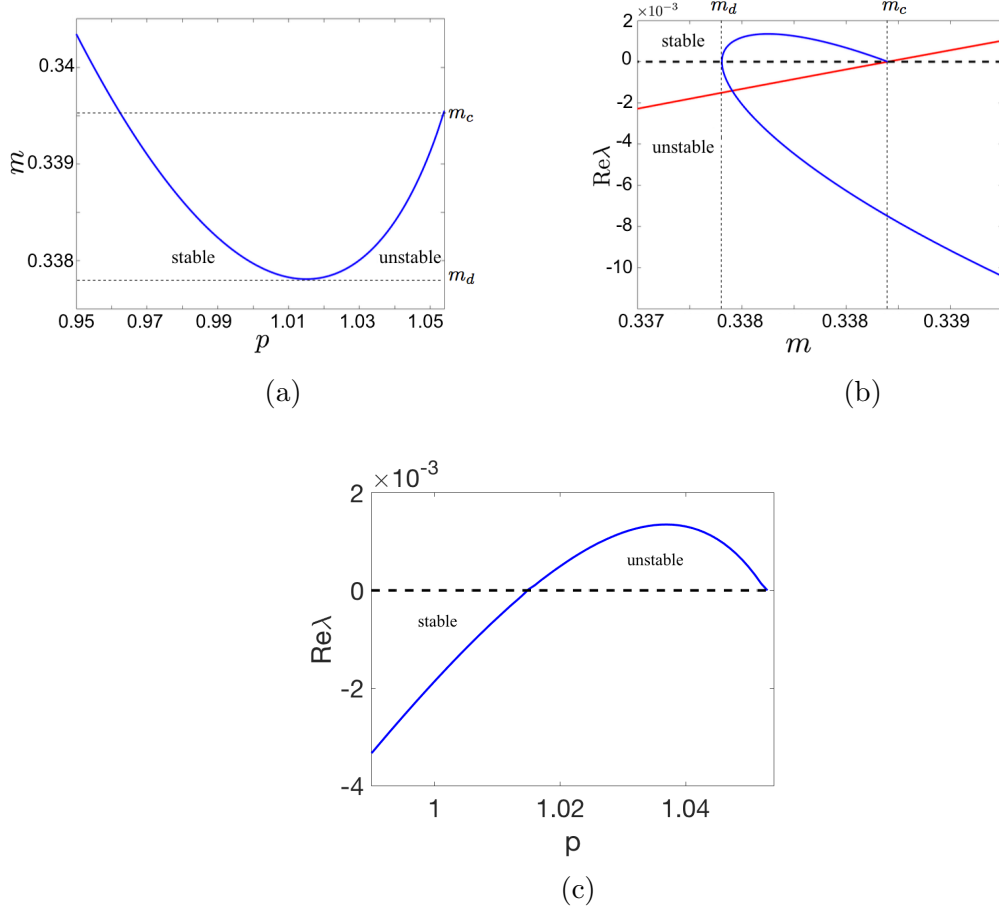 0.34
0.339
0.338
m
m_c
m_d
stable
unstable
0.95
0.97
0.99
1.01
1.03
1.05
p
(a)
×10⁻³
m_d
m_c
2
0
-2
-4
-6
-8
-10
Reλ
stable
unstable
0.337
0.338
0.338
0.339
m
(b)
×10⁻³
2
0
-2
-4
Reλ
unstable
stable
1
1.02
1.04
p
(c)